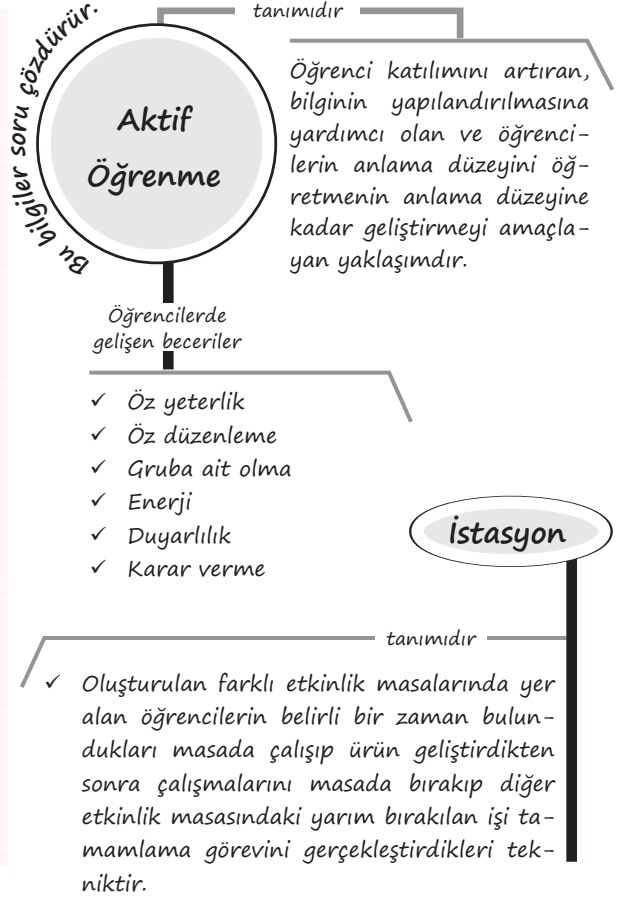 Bu bilgiler soru çözdürür.
Aktif
Öğrenme
tanımıdır
Öğrenci katılımını artıran,
bilginin yapılandırılmasına
yardımcı olan ve öğrenci-
lerin anlama düzeyini öğ-
retmenin anlama düzeyine
kadar geliştirmeyi amaçla-
yan yaklaşımdır.
Öğrencilerde
gelişen beceriler
✓ Öz yeterlik
✓ Öz düzenleme
✓ Gruba ait olma
✓ Enerji
✓ Duyarlılık
✓ Karar verme
İstasyon
tanımıdır
✓ Oluşturulan farklı etkinlik masalarında yer
alan öğrencilerin belirli bir zaman bulun-
dukları masada çalışıp ürün geliştirdikten
sonra çalışmalarını masada bırakıp diğer
etkinlik masasındaki yarım bırakılan işi ta-
mamlama görevini gerçekleştirdikleri tek-
niktir.